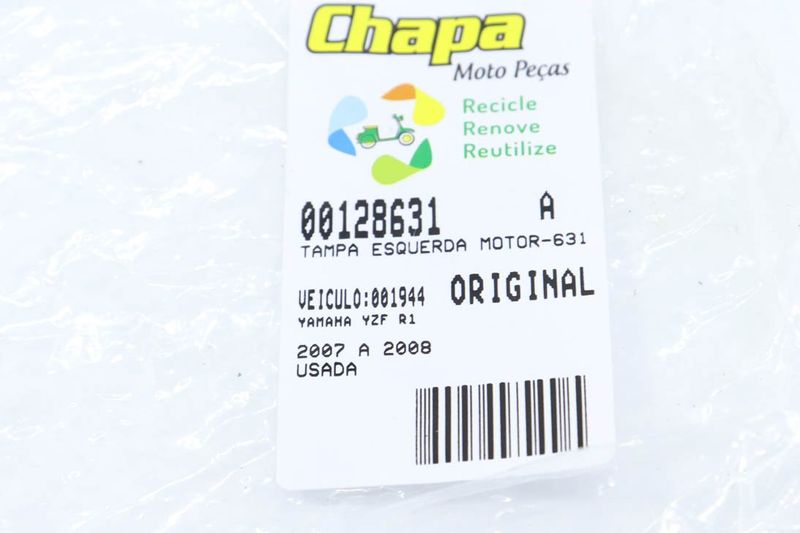 Chapa
Moto Peças
Recicle
Renove
Reutilize
00128631 A
TAMPA ESQUERDA MOTOR-631
VEICULO:001944 ORIGINAL
YAMAHA YZF R1
2007 A 2008
USADA